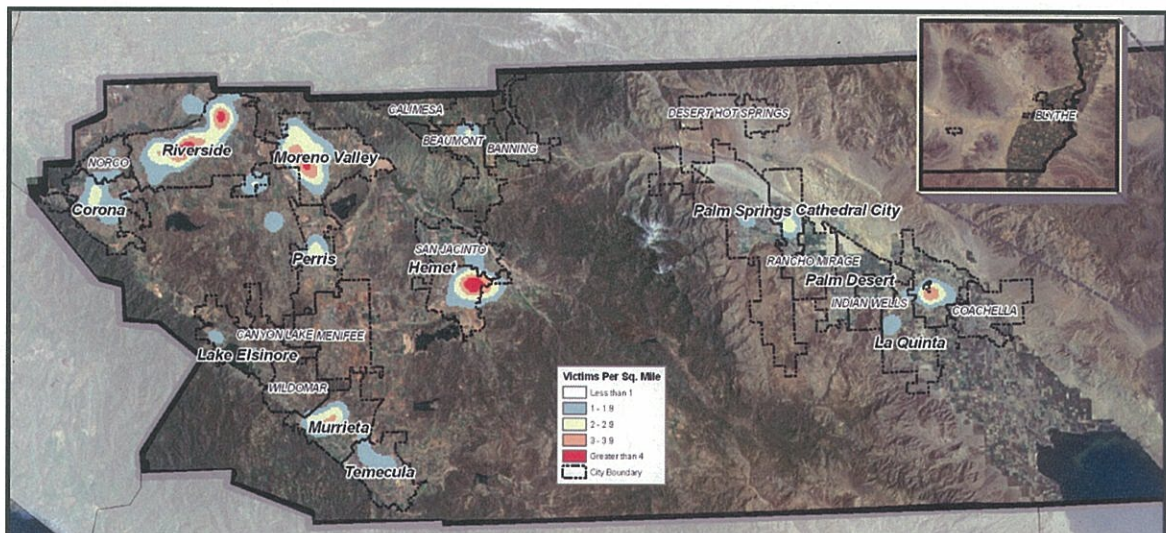 CALIMESA
DESERT HOT SPRINGS
BLYTHE
BEAUMONT
BANNING
Riverside
NORCO
Moreno Valley
Corona
Palm Springs Cathedral City
Perris
SAN JACINTO
Hemet
RANCHO MIRAGE
Palm Desert
INDIAN WELLS
COACHELLA
La Quinta
CANYON LAKE MENIFEE
Lake Elsinore
WILDOMAR
Murrieta
Temecula
Victims Per Sq. Mile
Less than 1
1 - 1.9
2 - 2.9
3 - 3.9
Greater than 4
City Boundary